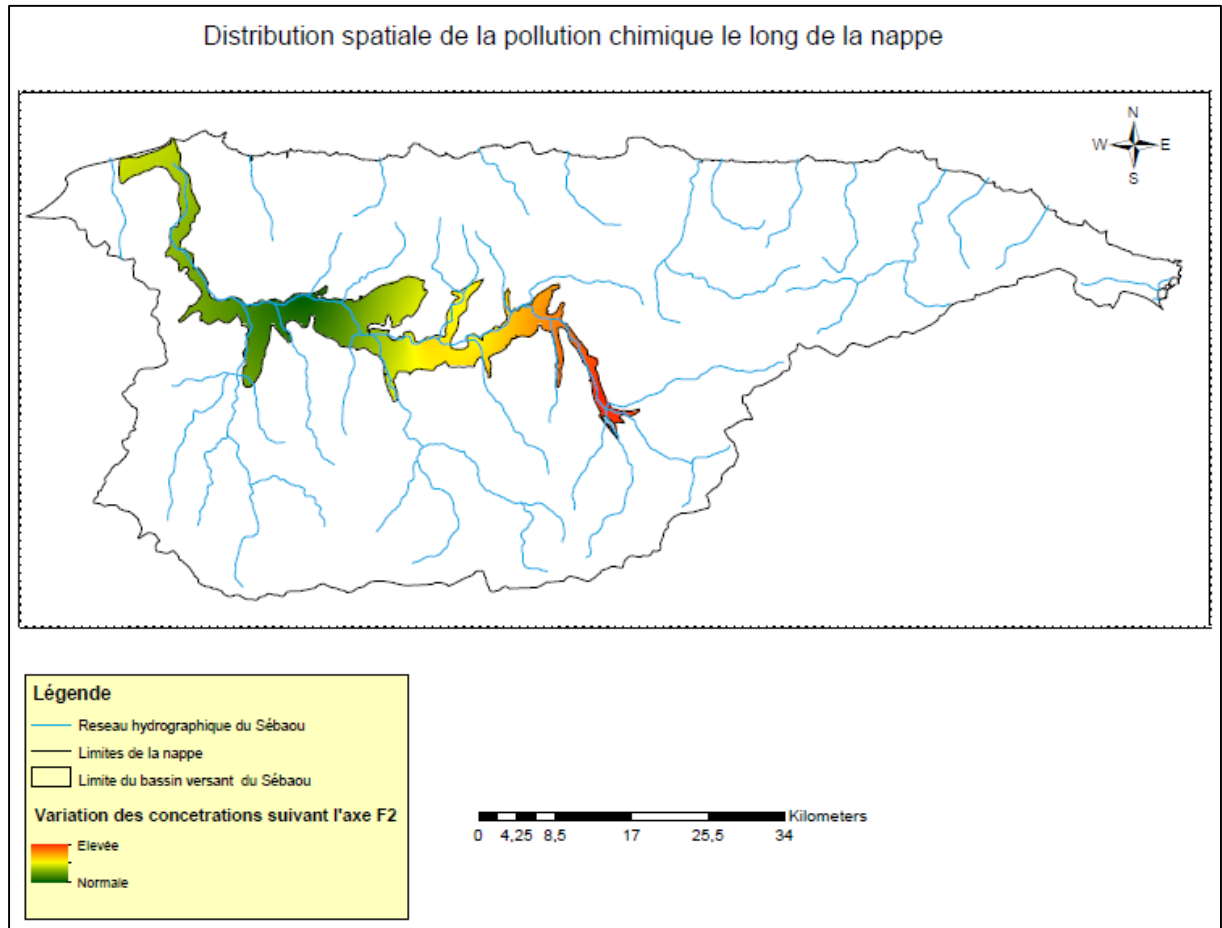 Distribution spatiale de la pollution chimique le long de la nappe
N
W E
S
Légende
Reseau hydrographique du Sébaou
Limites de la nappe
Limite du bassin versant du Sébaou
Variation des concetrations suivant l'axe F2
Elevée
Normale
Kilometers
0 4,25 8,5 17 25,5 34